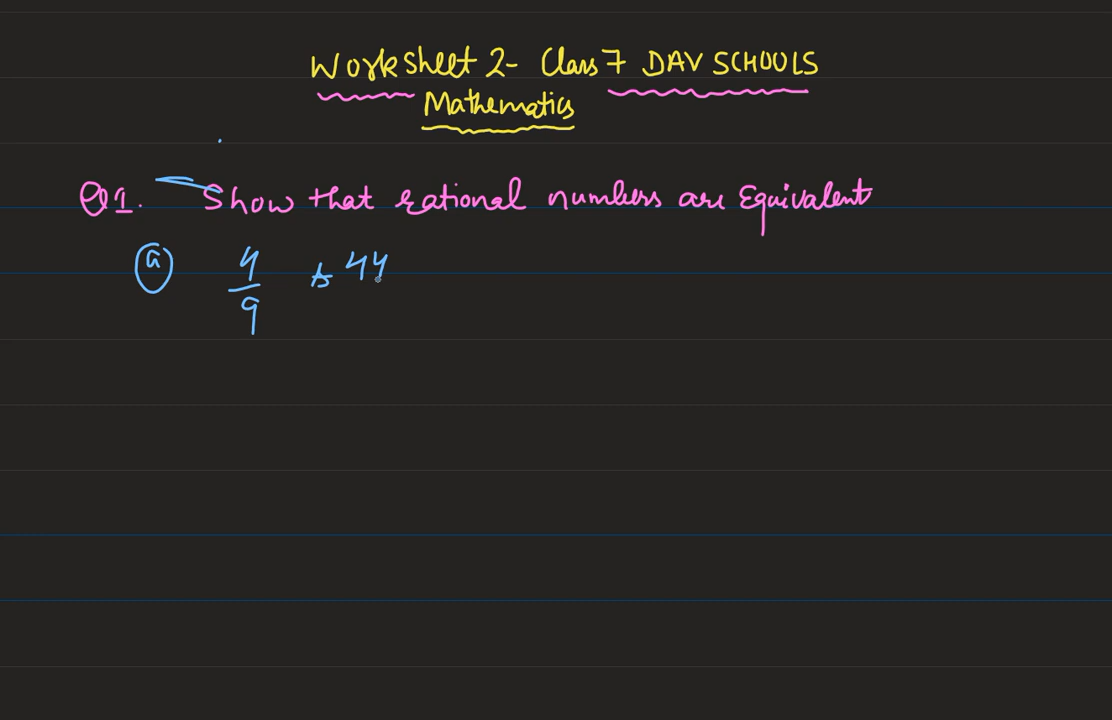 Worksheet 2- Class 7 DAV SCHOOLS
Mathematics
Q1. Show that rational numbers are Equivalent
a 4/9 & 44